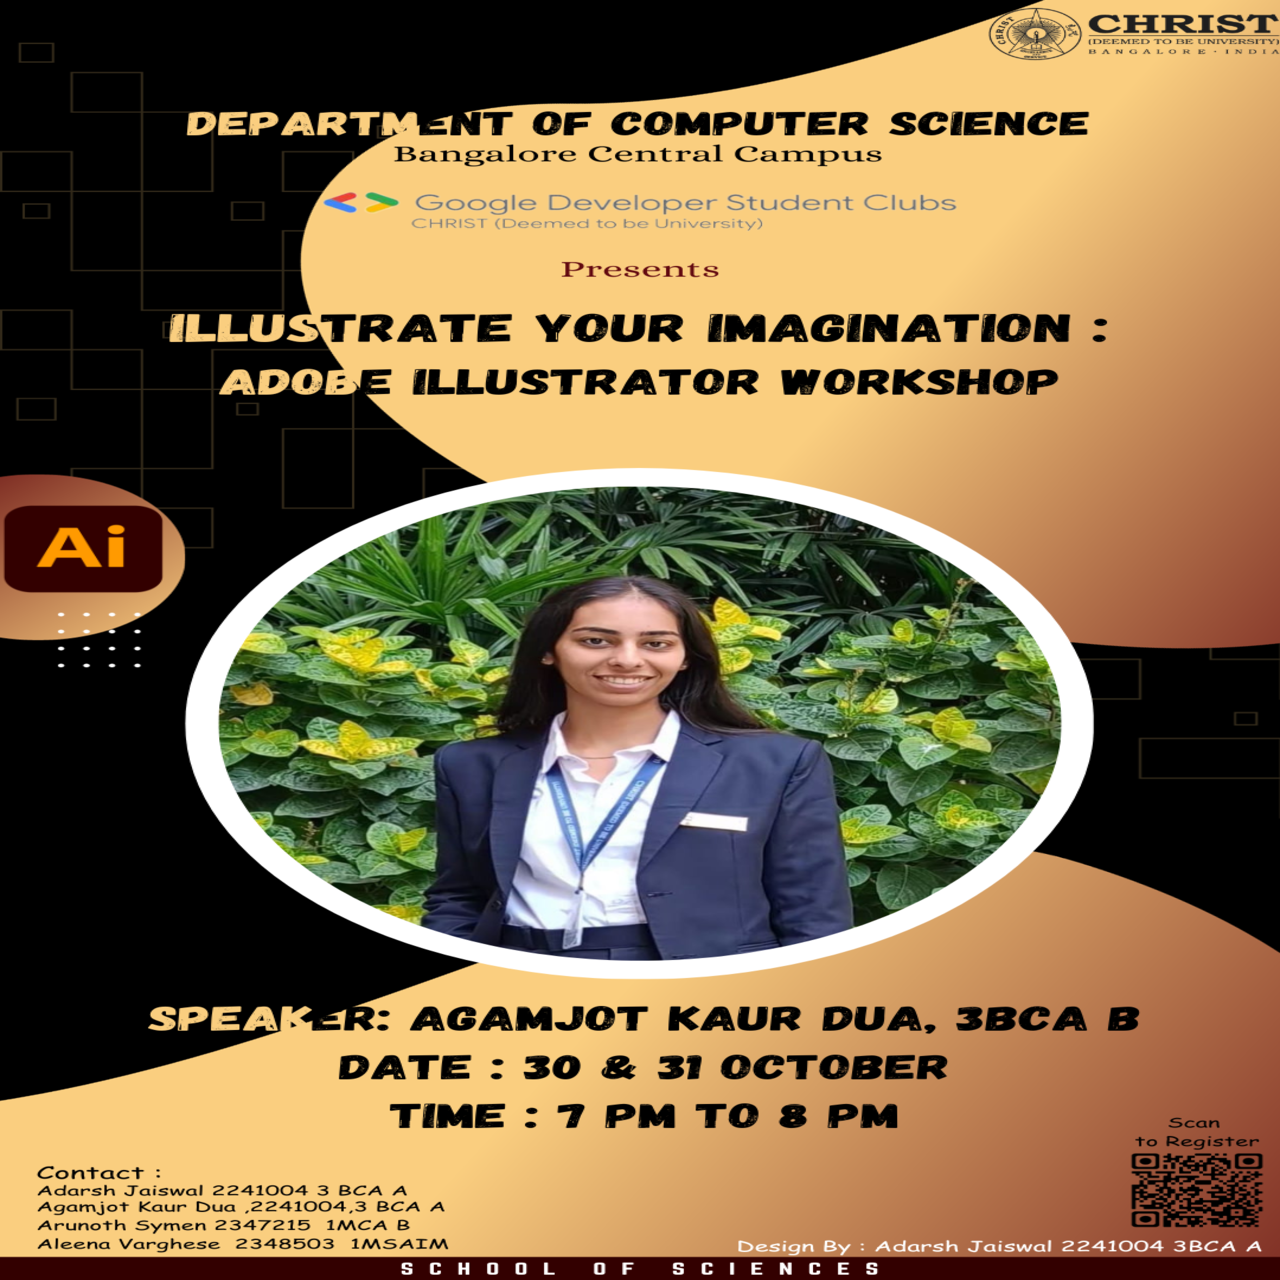 CHRIST
(DEEMED TO BE UNIVERSITY)
BANGALORE · INDIA
DEPARTMENT OF COMPUTER SCIENCE
Bangalore Central Campus
Google Developer Student Clubs
CHRIST (Deemed to be University)
Presents
ILLUSTRATE YOUR IMAGINATION :
ADOBE ILLUSTRATOR WORKSHOP
Ai
SPEAKER: AGAMJOT KAUR DUA, 3BCA B
DATE : 30 & 31 OCTOBER
TIME : 7 PM TO 8 PM
Scan
to Register
Contact :
Adarsh Jaiswal 2241004 3 BCA A
Agamjot Kaur Dua ,2241004,3 BCA A
Arunoth Symen 2347215 1MCA B
Aleena Varghese 2348503 1MSAIM
Design By : Adarsh Jaiswal 2241004 3BCA A
SCHOOL OF SCIENCES